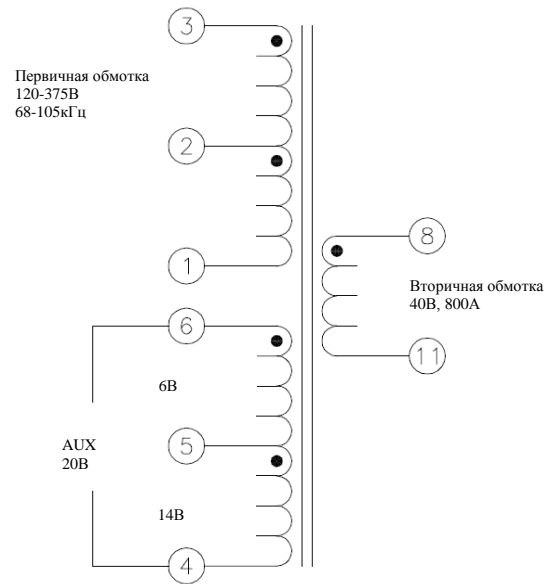 3
Первичная обмотка
120-375В
68-105кГц
2
1
8
Вторичная обмотка
40В, 800А
11
6
6В
AUX
20В
5
14В
4